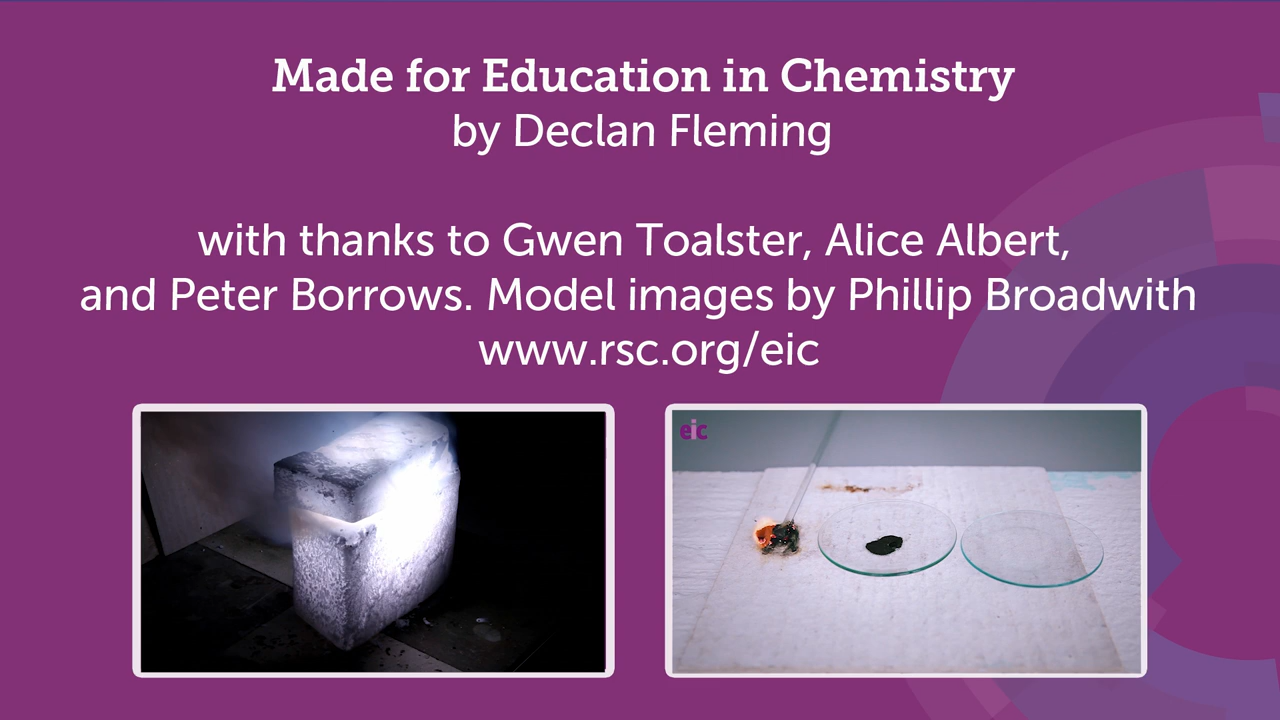 Made for Education in Chemistry
by Declan Fleming
with thanks to Gwen Toalster, Alice Albert,
and Peter Borrows. Model images by Phillip Broadwith
www.rsc.org/eic
eic